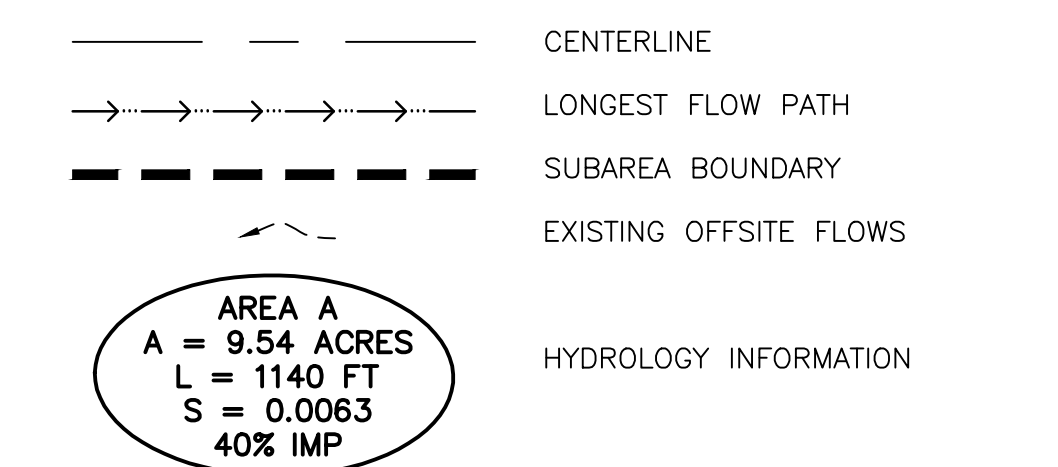 CENTERLINE
LONGEST FLOW PATH
SUBAREA BOUNDARY
EXISTING OFFSITE FLOWS
AREA A
A = 9.54 ACRES
L = 1140 FT
S = 0.0063
40% IMP
HYDROLOGY INFORMATION